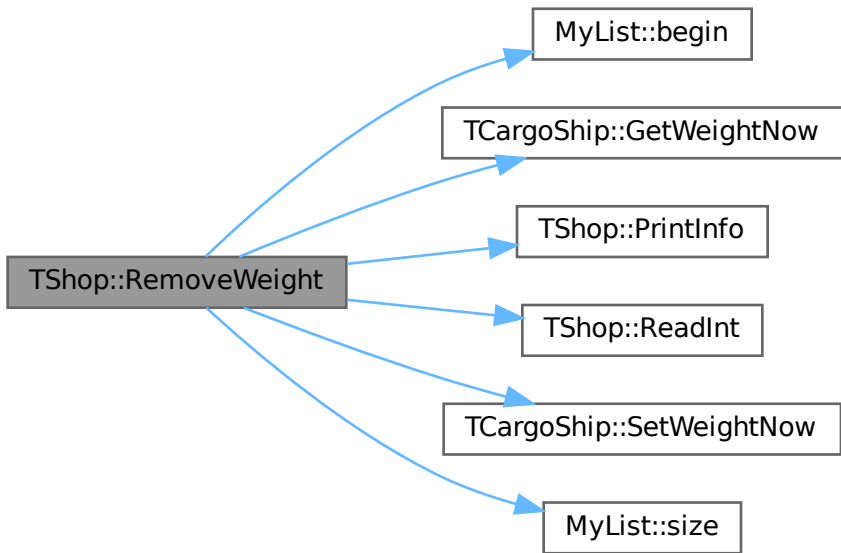 MyList::begin
TCargoShip::GetWeightNow
TShop::PrintInfo
TShop::RemoveWeight
TShop::ReadInt
TCargoShip::SetWeightNow
MyList::size